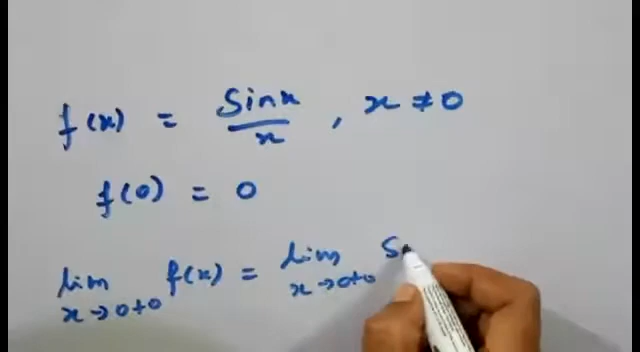 f(x) = sinx/x , x ≠ 0
f(0) = 0
lim x→0+0 f(x) = lim x→0+0 S